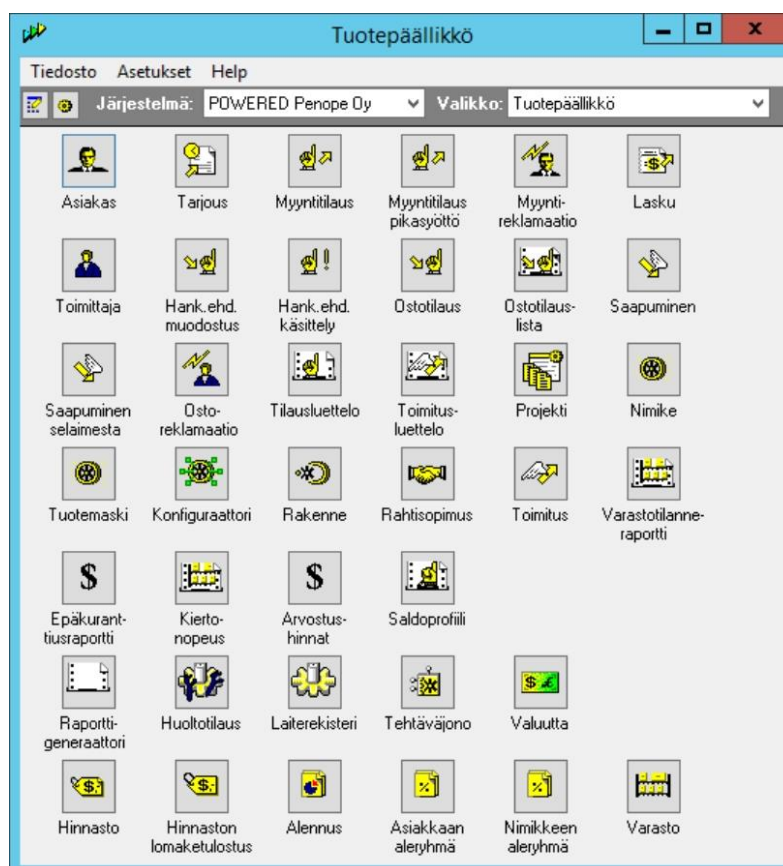 Tuotepäällikkö
Tiedosto Asetukset Help
Järjestelmä: POWERED Penope Oy Valikko: Tuotepäällikkö
Asiakas Tarjous Myyntitilaus Myyntitilaus Myynti- Lasku
pikasyöttö reklamaatio
Toimittaja Hank.ehd. Hank.ehd. Ostotilaus Ostotilaus- Saapuminen
muodostus käsittely lista
Saapuminen Osto- Tilausluettelo Toimitus- Projekti Nimike
selaimesta reklamaatio luettelo
Tuotemaski Konfiguraattori Rakenne Rahtisopimus Toimitus Varastotilanne-
raportti
Epäkurant- Kierto- Arvostus- Saldoprofiili
tiusraportti nopeus hinnat
Raportti- Huoltotilaus Laiterekisteri Tehtäväjono Valuutta
generaattori
Hinnasto Hinnaston Alennus Asiakkaan Nimikkeen Varasto
lomaketulostus aleryhmä aleryhmä